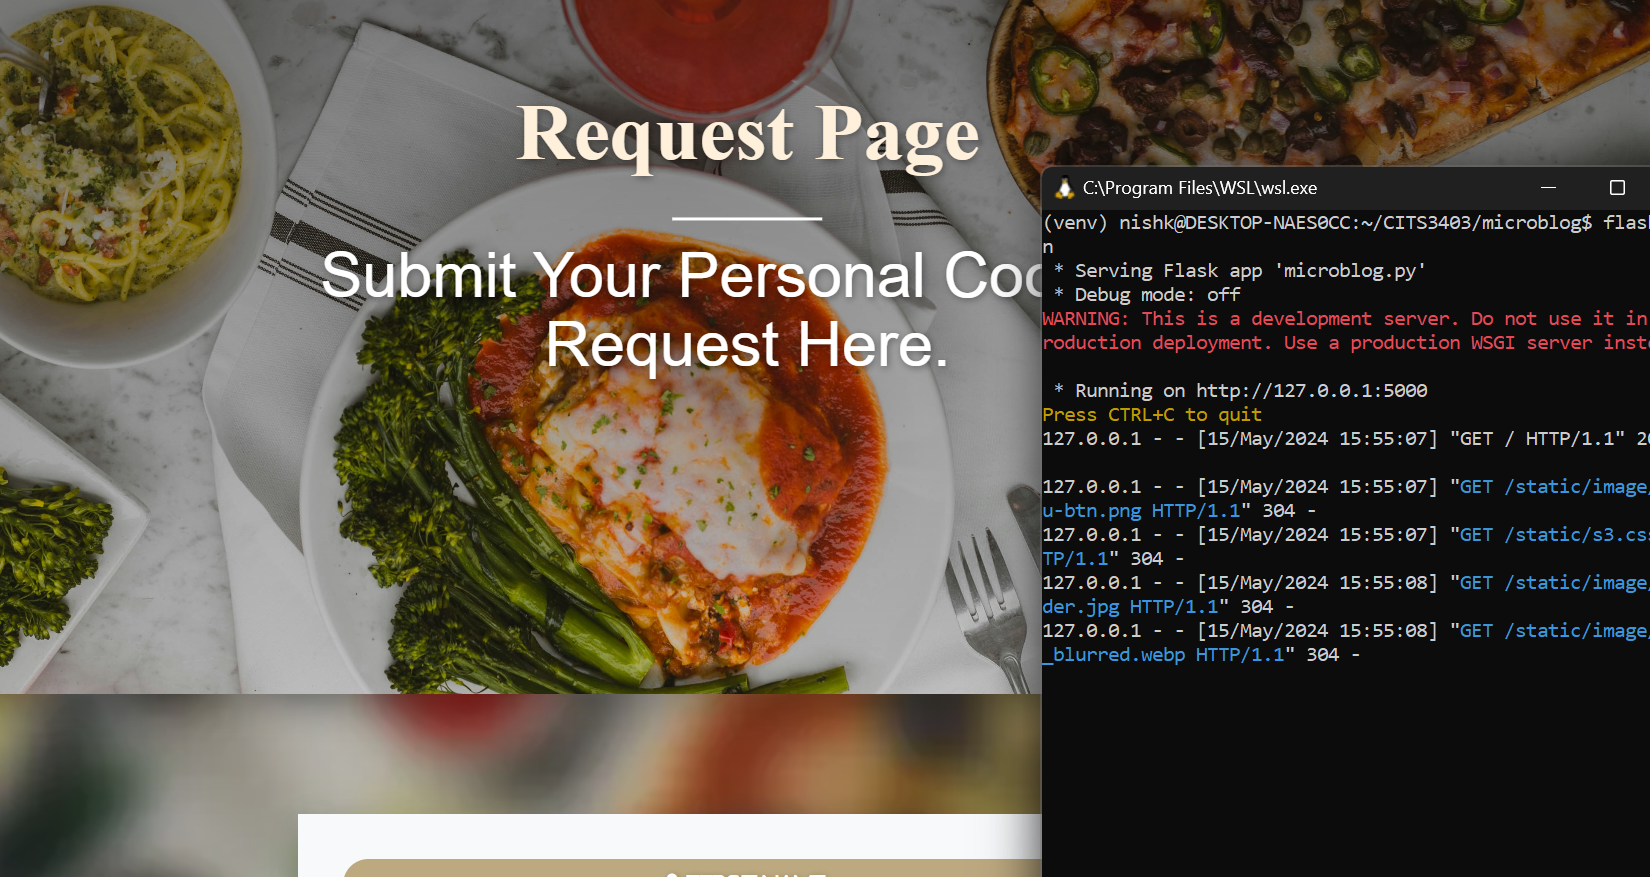 Request Page
Submit Your Personal
Request Here.
C:\Program Files\WSL\wsl.exe
(venv) nishk@DESKTOP-NAES0CC:~/CITS3403/microblog$
n
* Serving Flask app 'microblog.py'
* Debug mode: off
WARNING: This is a development server. Do not use it in
roduction deployment. Use a production WSGI server
* Running on http://127.0.0.1:5000
Press CTRL+C to quit
127.0.0.1 - - [15/May/2024 15:55:07] "GET / HTTP/1.1"
127.0.0.1 - - [15/May/2024 15:55:07] "GET /static/image/
u-btn.png HTTP/1.1" 304 -
127.0.0.1 - - [15/May/2024 15:55:07] "GET /static/s3.css
TP/1.1" 304 -
127.0.0.1 - - [15/May/2024 15:55:08] "GET /static/image/
der.jpg HTTP/1.1" 304 -
127.0.0.1 - - [15/May/2024 15:55:08] "GET /static/image/
_blurred.webp HTTP/1.1" 304 -